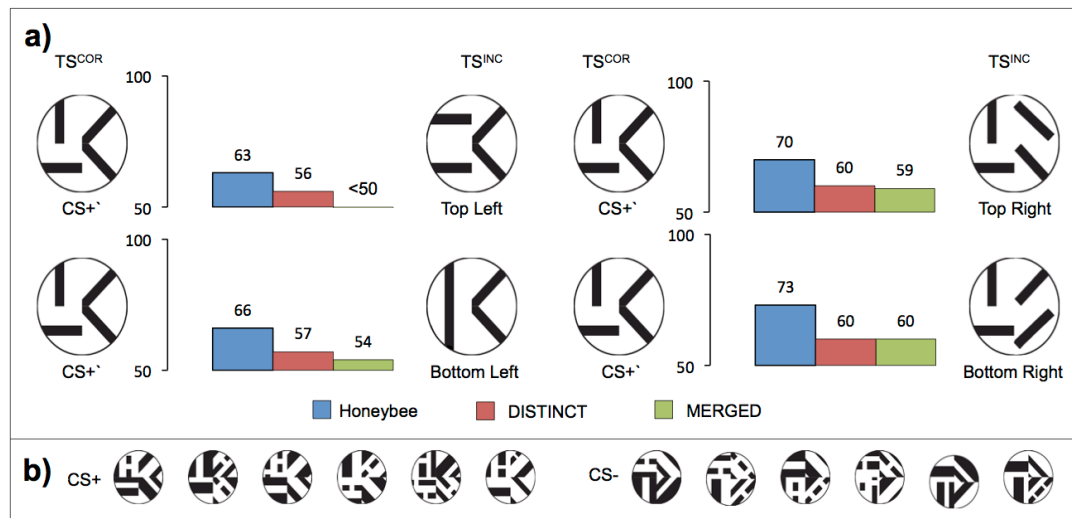 a)
TS^COR TS^INC TS^COR TS^INC
100 100
63 56 <50
70 60 59
50 50
CS+` Top Left CS+` Top Right
100 100
66 57 54
73 60 60
50 50
CS+` Bottom Left CS+` Bottom Right
Honeybee DISTINCT MERGED
b) CS+ CS-